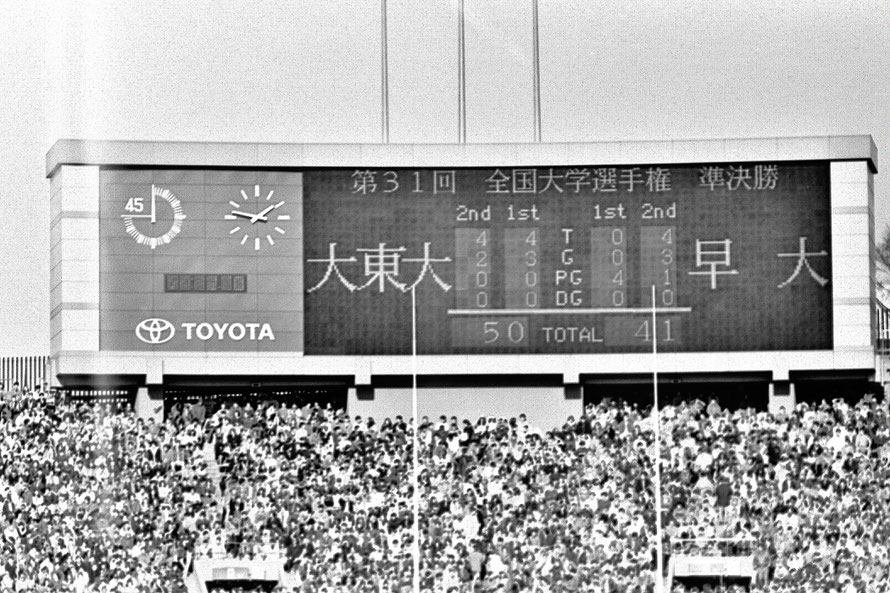 第31回 全国大学選手権 準決勝
2nd 1st 1st 2nd
4 4 T 0 4
2 3 G 0 3
0 0 PG 4 1
0 0 DG 0 0
大東大
早大
50 TOTAL 41
45
TOYOTA